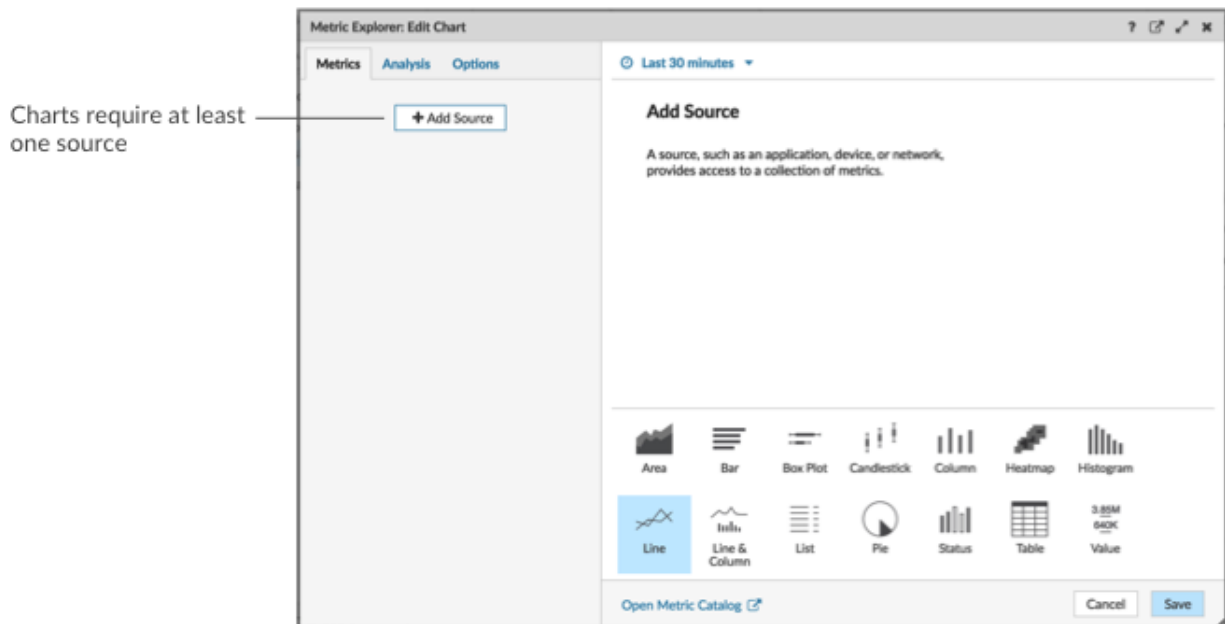 Metric Explorer: Edit Chart
?
Metrics Analysis Options
Last 30 minutes
Charts require at least
one source
+ Add Source
Add Source
A source, such as an application, device, or network,
provides access to a collection of metrics.
Area Bar Box Plot Candlestick Column Heatmap Histogram
3.85M
640K
Line Line & List Pie Status Table Value
Column
Open Metric Catalog
Cancel Save